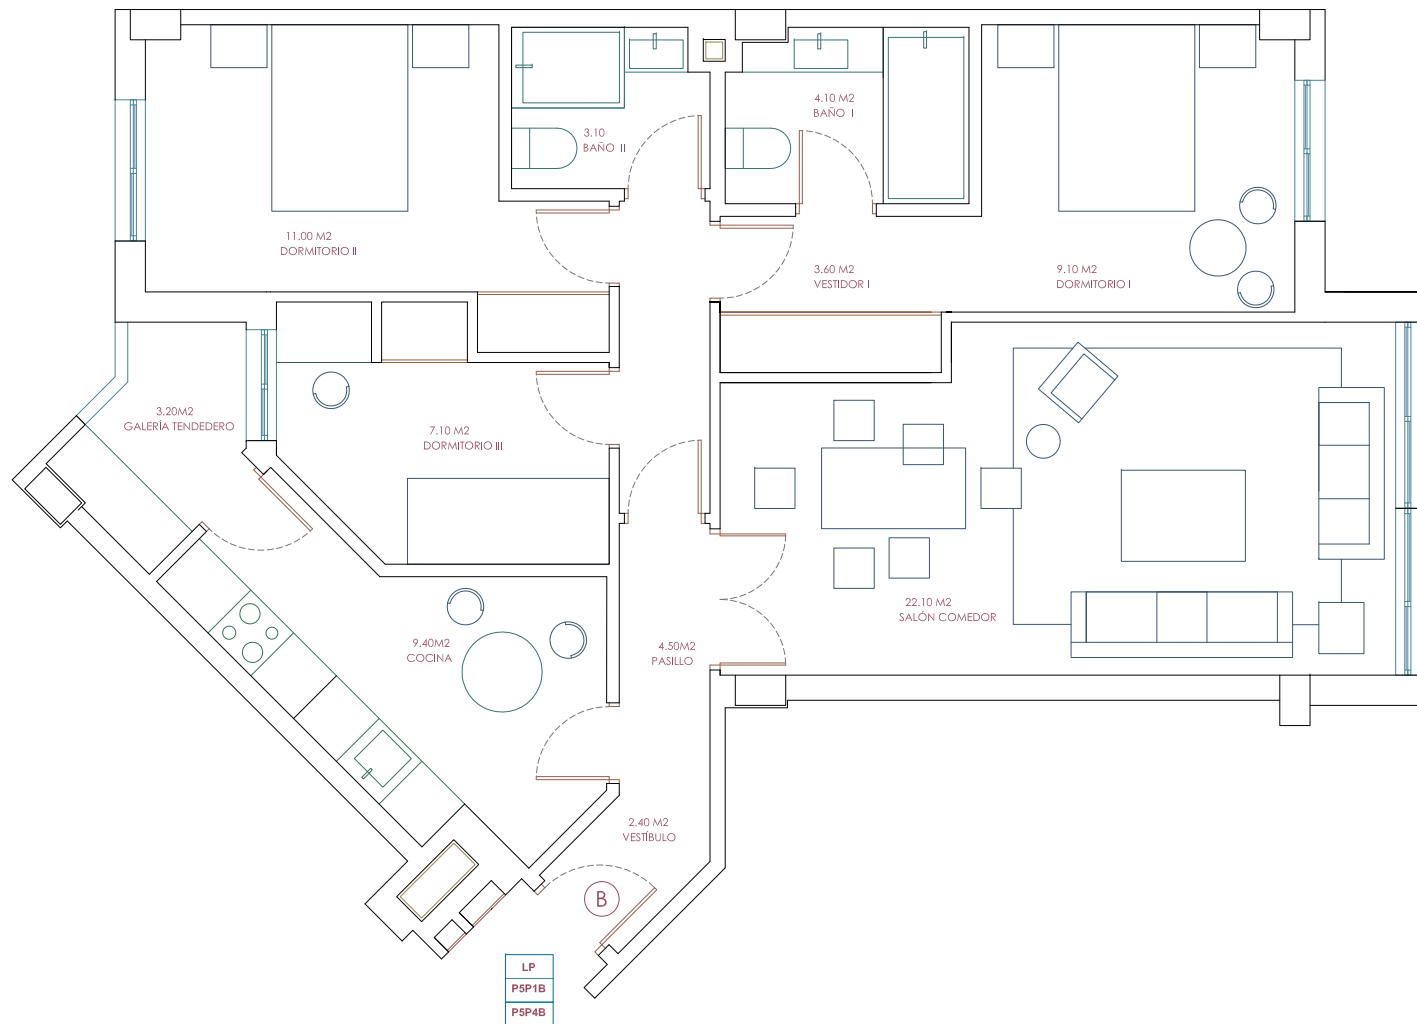 4.10 M2
BAÑO I
3.10
BAÑO II
11.00 M2
DORMITORIO II
3.60 M2
VESTIDOR I
9.10 M2
DORMITORIO I
3.20M2
GALERÍA TENDEDERO
7.10 M2
DORMITORIO III
22.10 M2
SALÓN COMEDOR
9.40M2
COCINA
4.50M2
PASILLO
2.40 M2
VESTÍBULO
B
LP
P5P1B
P5P4B